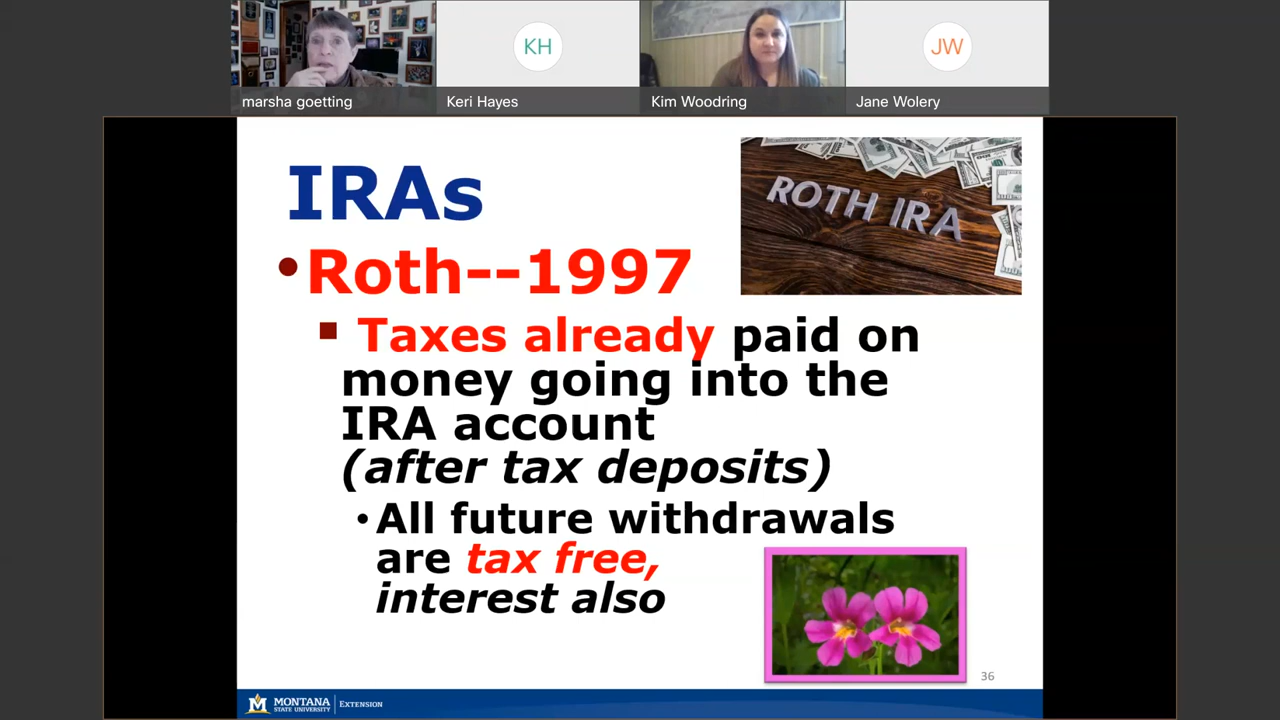 KH
JW
marsha goetting
Keri Hayes
Kim Woodring
Jane Wolery
IRAs
ROTH IRA
•Roth--1997
▪ Taxes already paid on
money going into the
IRA account
(after tax deposits)
•All future withdrawals
are tax free,
interest also
36
MONTANA
STATE UNIVERSITY
EXTENSION